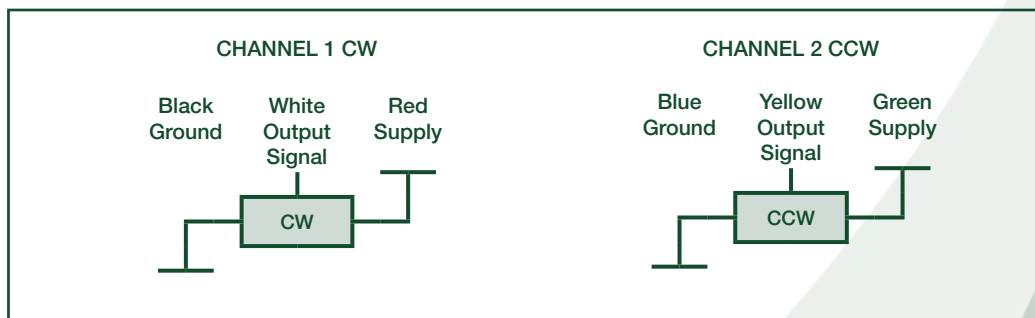 CHANNEL 1 CW
Black
Ground
White
Output
Signal
Red
Supply
CW
CHANNEL 2 CCW
Blue
Ground
Yellow
Output
Signal
Green
Supply
CCW